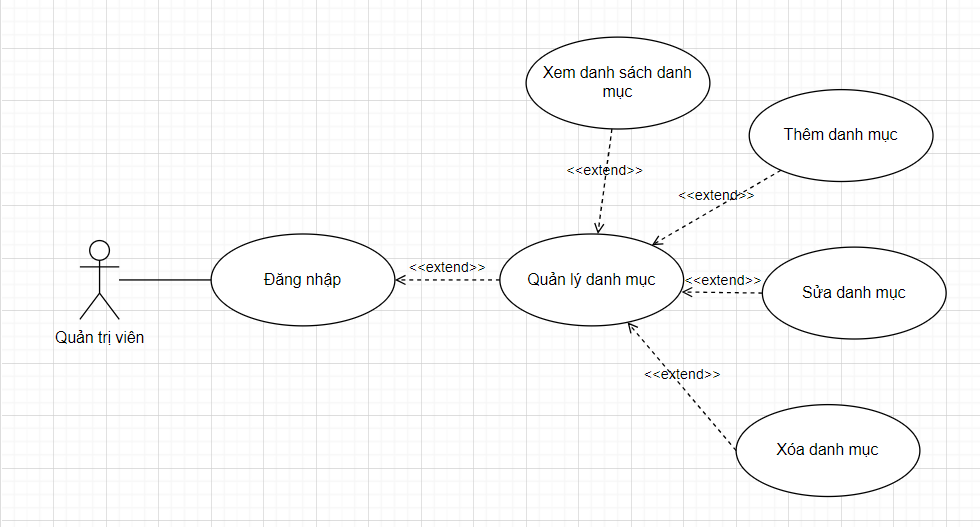 Xem danh sách danh
mục
Thêm danh mục
<<extend>>
<<extend>>
Đăng nhập
<<extend>>
Quản lý danh mục
<<extend>>
Sửa danh mục
Quản trị viên
<<extend>>
Xóa danh mục